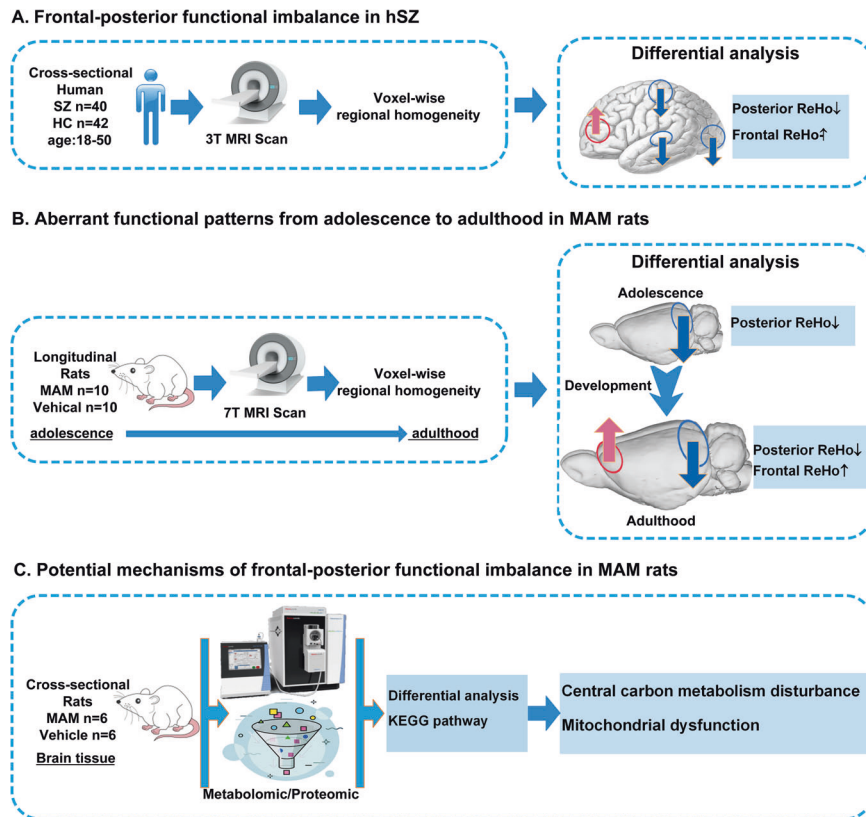 A. Frontal-posterior functional imbalance in hSZ
Cross-sectional
Human
SZ n=40
HC n=42
age:18-50
3T MRI Scan
Voxel-wise
regional homogeneity
Differential analysis
Posterior ReHo↓
Frontal ReHo↑
B. Aberrant functional patterns from adolescence to adulthood in MAM rats
Longitudinal
Rats
MAM n=10
Vehical n=10
adolescence
adulthood
7T MRI Scan
Voxel-wise
regional homogeneity
Differential analysis
Adolescence
Posterior ReHo↓
Development
Posterior ReHo↓
Frontal ReHo↑
Adulthood
C. Potential mechanisms of frontal-posterior functional imbalance in MAM rats
Cross-sectional
Rats
MAM n=6
Vehicle n=6
Brain tissue
Metabolomic/Proteomic
Differential analysis
KEGG pathway
Central carbon metabolism disturbance
Mitochondrial dysfunction